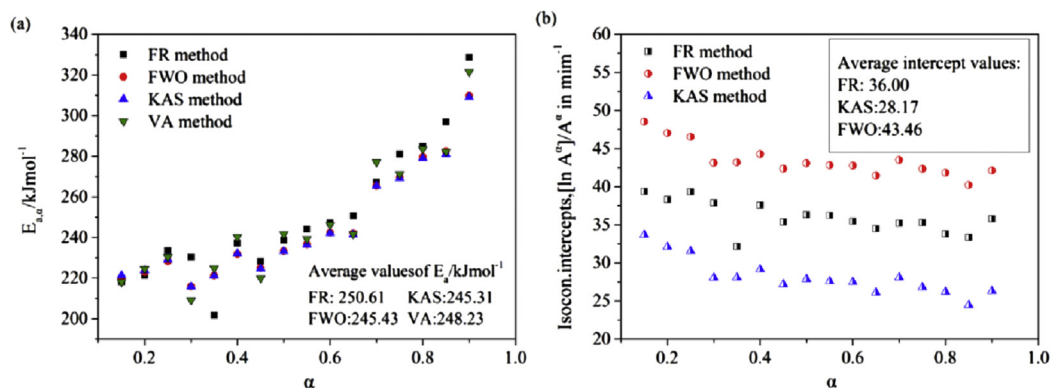 (a)
340
320
300
280
260
240
220
200
E a,α/kJmol⁻¹
FR method
FWO method
KAS method
VA method
Average valuesof Eₐ/kJmol⁻¹
FR: 250.61 KAS:245.31
FWO:245.43 VA:248.23
0.2 0.4 0.6 0.8 1.0
α
(b)
60
55
50
45
40
35
30
25
20
15
10
Isocon.intercepts,[ln A^α]/A^α in mim⁻¹
FR method
FWO method
KAS method
Average intercept values:
FR: 36.00
KAS:28.17
FWO:43.46
0.2 0.4 0.6 0.8 1.0
α